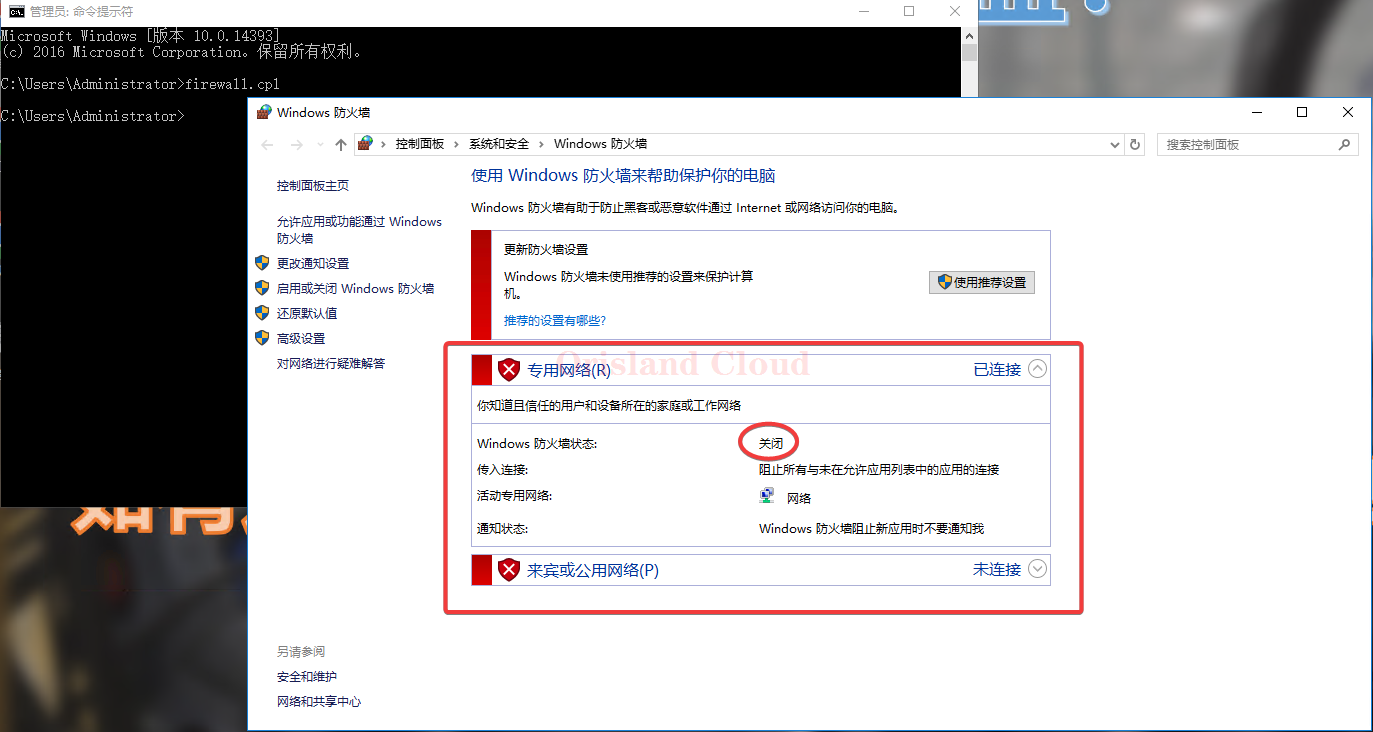 管理员: 命令提示符
Microsoft Windows [版本 10.0.14393]
(c) 2016 Microsoft Corporation。保留所有权利。
C:\Users\Administrator>firewall.cpl
C:\Users\Administrator>
Windows 防火墙
控制面板 › 系统和安全 › Windows 防火墙
搜索控制面板
控制面板主页
允许应用或功能通过 Windows
防火墙
更改通知设置
启用或关闭 Windows 防火墙
还原默认值
高级设置
对网络进行疑难解答
使用 Windows 防火墙来帮助保护你的电脑
Windows 防火墙有助于防止黑客或恶意软件通过 Internet 或网络访问你的电脑。
更新防火墙设置
Windows 防火墙未使用推荐的设置来保护计算
机。
使用推荐设置
推荐的设置有哪些?
Orisland Cloud
专用网络(R) 已连接
你知道且信任的用户和设备所在的家庭或工作网络
Windows 防火墙状态: 关闭
传入连接: 阻止所有与未在允许应用列表中的应用的连接
活动专用网络: 网络
通知状态: Windows 防火墙阻止新应用时不要通知我
来宾或公用网络(P) 未连接
另请参阅
安全和维护
网络和共享中心